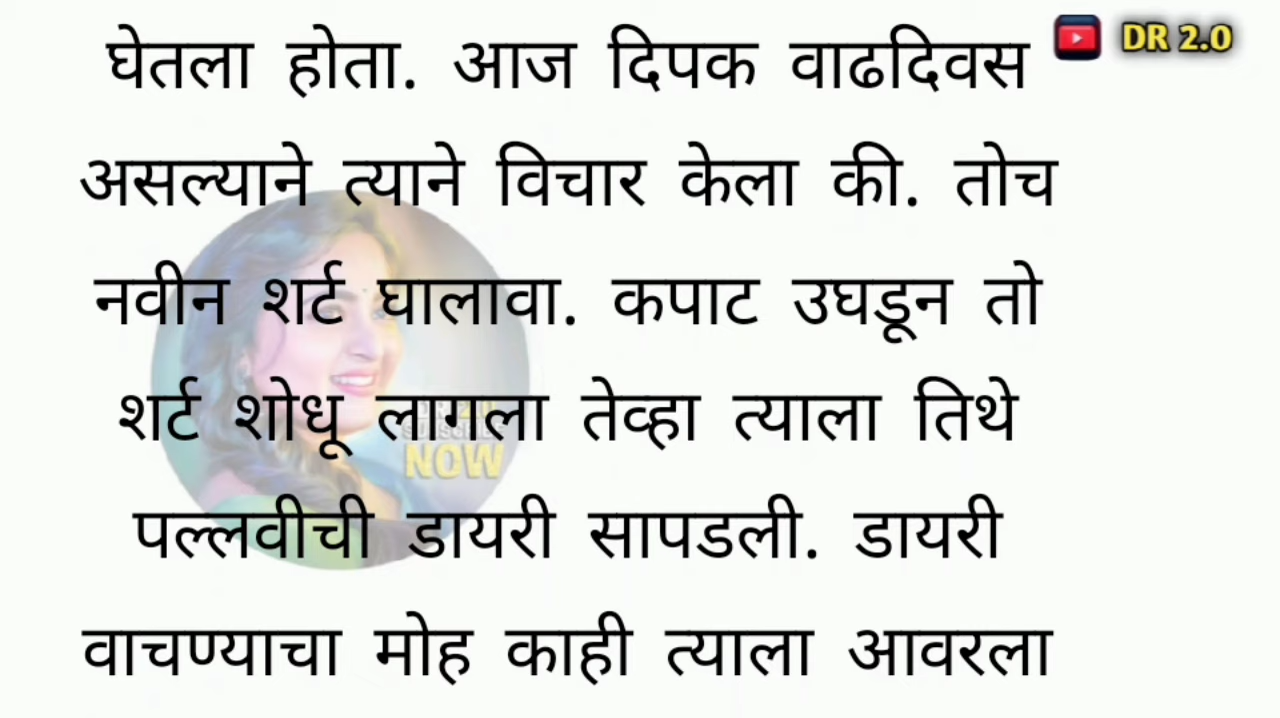 घेतला होता. आज दिपक वाढदिवस
DR 2.0
असल्याने त्याने विचार केला की. तोच
नवीन शर्ट घालावा. कपाट उघडून तो
शर्ट शोधू लागला तेव्हा त्याला तिथे
NOW
पल्लवीची डायरी सापडली. डायरी
वाचण्याचा मोह काही त्याला आवरला